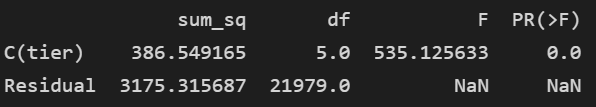 sum_sq df F PR(>F)
C(tier) 386.549165 5.0 535.125633 0.0
Residual 3175.315687 21979.0 NaN NaN